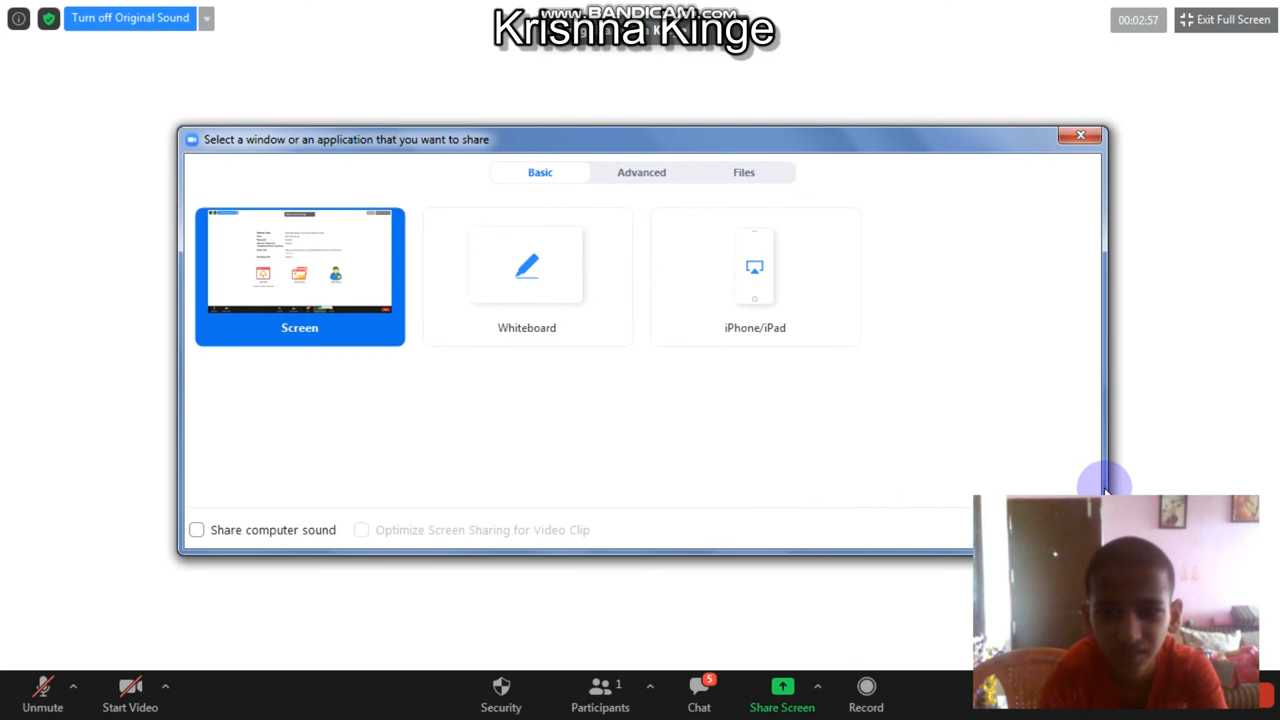 www.BANDICAM.com
Turn off Original Sound
Krishna Kinge
00:02:57
Exit Full Screen
Select a window or an application that you want to share
Basic
Advanced
Files
Screen
Whiteboard
iPhone/iPad
Share computer sound
Optimize Screen Sharing for Video Clip
Unmute
Start Video
Security
Participants
1
Chat
5
Share Screen
Record